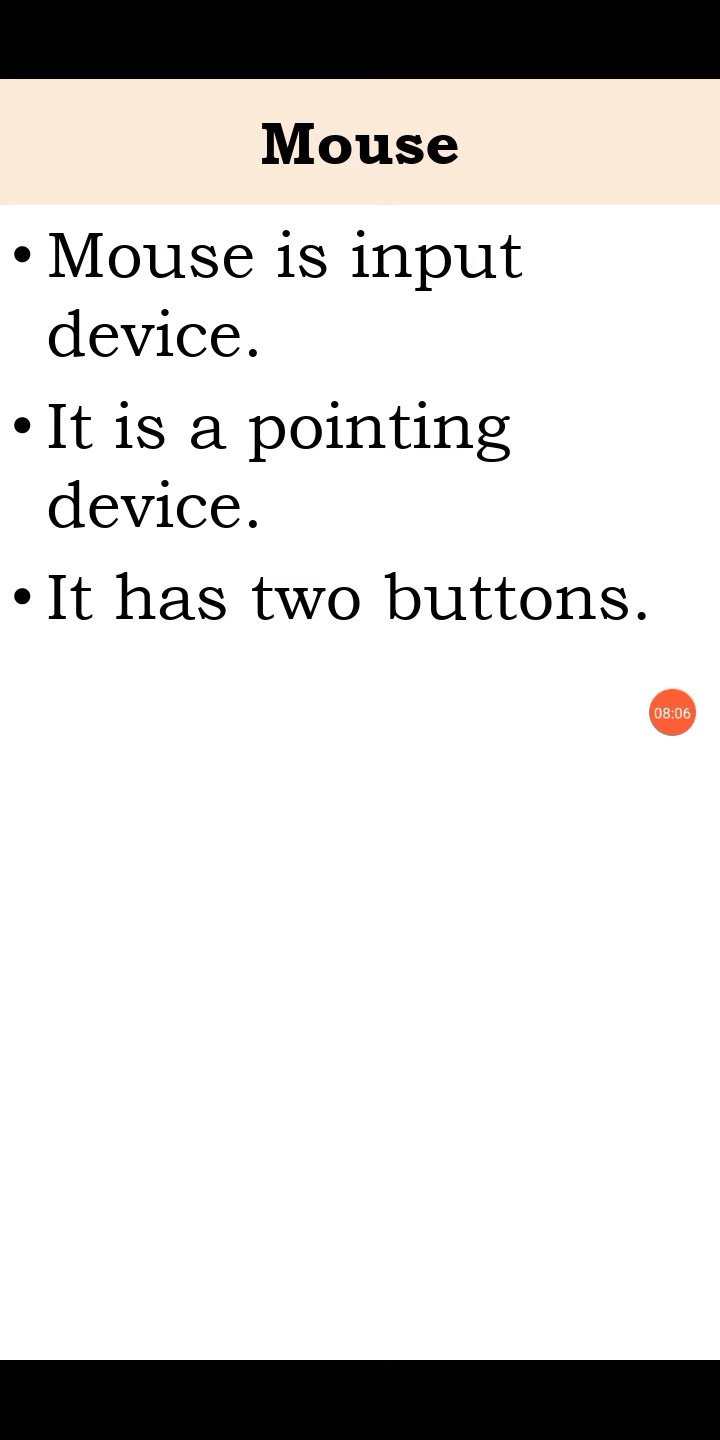 Mouse
• Mouse is input
device.
• It is a pointing
device.
• It has two buttons.
08:06